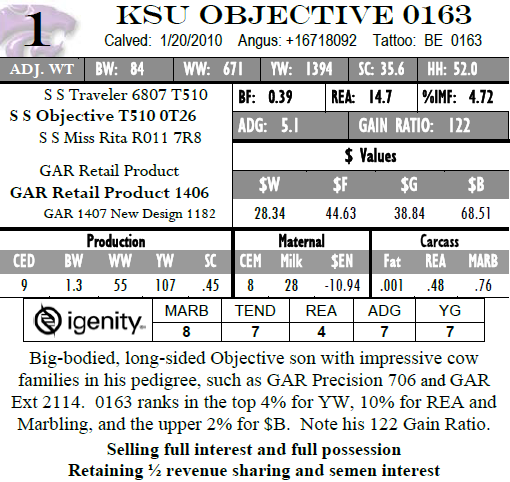 1
KSU OBJECTIVE 0163
Calved: 1/20/2010 Angus: +16718092 Tattoo: BE 0163
ADJ. WT BW: 84 WW: 671 YW: 1394 SC: 35.6 HH: 52.0
S S Traveler 6807 T510
S S Objective T510 0T26
S S Miss Rita R011 7R8
GAR Retail Product
GAR Retail Product 1406
GAR 1407 New Design 1182
BF: 0.39 REA: 14.7 %IMF: 4.72
ADG: 5.1 GAIN RATIO: 122
$ Values
$W $F $G $B
28.34 44.63 38.84 68.51
Production Maternal Carcass
CED BW WW YW SC CEM Milk $EN Fat REA MARB
9 1.3 55 107 .45 8 28 -10.94 .001 .48 .76
igenity
MARB TEND REA ADG YG
8 7 4 7 7
Big-bodied, long-sided Objective son with impressive cow
families in his pedigree, such as GAR Precision 706 and GAR
Ext 2114. 0163 ranks in the top 4% for YW, 10% for REA and
Marbling, and the upper 2% for $B. Note his 122 Gain Ratio.
Selling full interest and full possession
Retaining ½ revenue sharing and semen interest